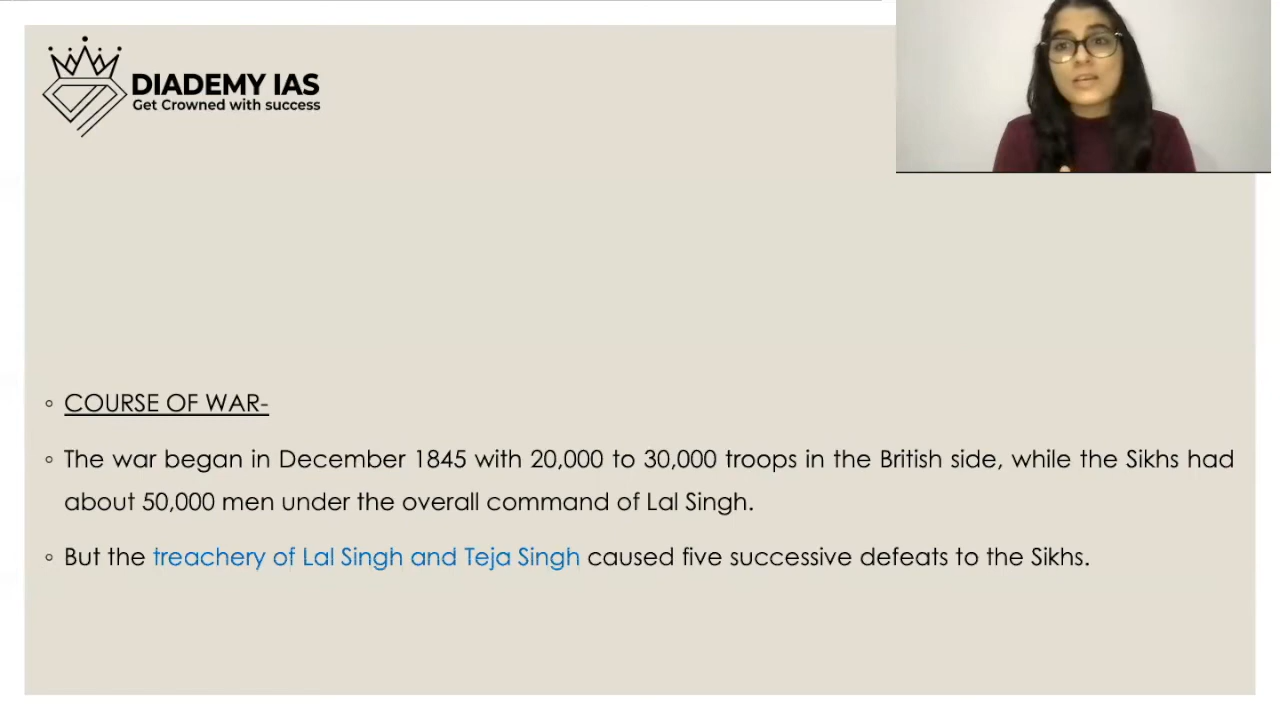 DIADEMY IAS
Get Crowned with success
COURSE OF WAR-
The war began in December 1845 with 20,000 to 30,000 troops in the British side, while the Sikhs had
about 50,000 men under the overall command of Lal Singh.
But the treachery of Lal Singh and Teja Singh caused five successive defeats to the Sikhs.